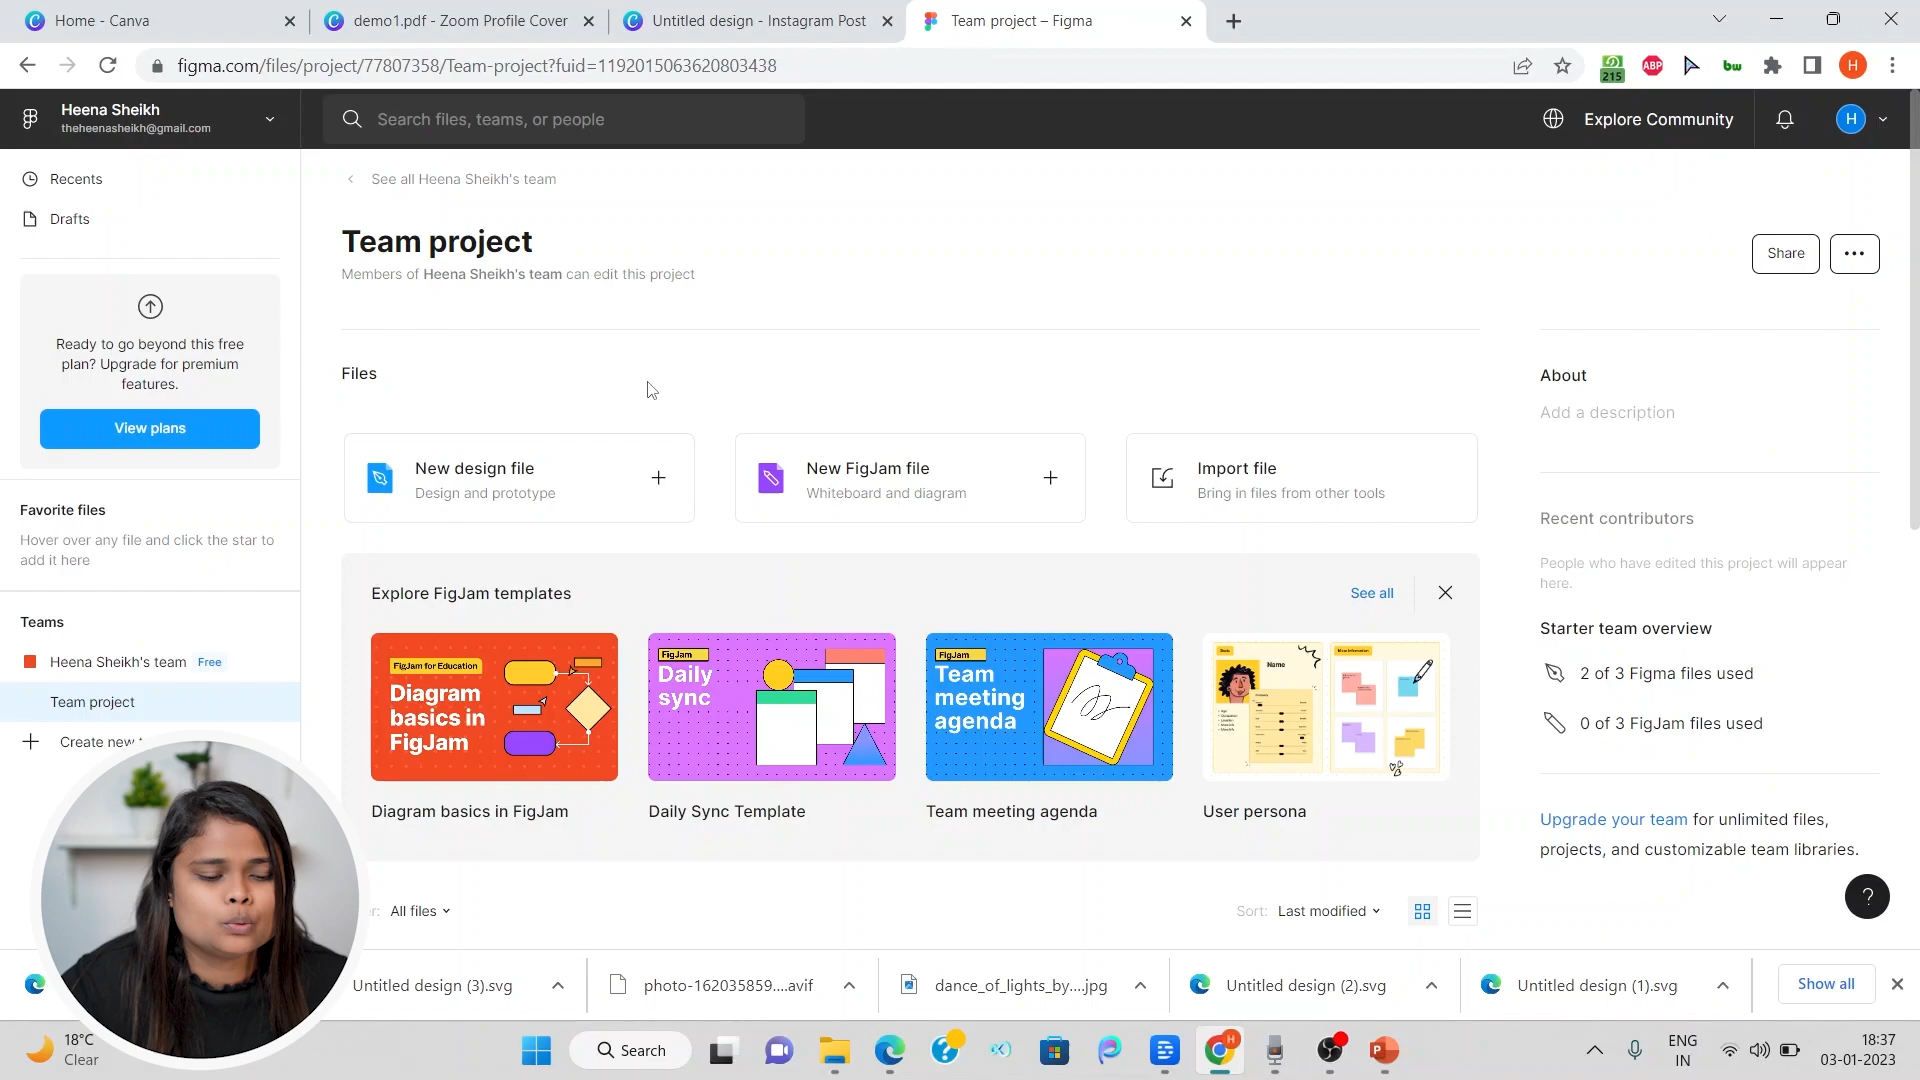 Home - Canva
demo1.pdf - Zoom Profile Cover
Untitled design - Instagram Post
Team project – Figma
figma.com/files/project/77807358/Team-project?fuid=1192015063620803438
215
ABP
bw
H
Heena Sheikh
theheenasheikh@gmail.com
Search files, teams, or people
Explore Community
H
Recents
Drafts
Ready to go beyond this free
plan? Upgrade for premium
features.
View plans
Favorite files
Hover over any file and click the star to
add it here
Teams
Heena Sheikh's team Free
Team project
Create new
See all Heena Sheikh's team
Team project
Members of Heena Sheikh's team can edit this project
Share
Files
New design file
Design and prototype
New FigJam file
Whiteboard and diagram
Import file
Bring in files from other tools
Explore FigJam templates
See all
FigJam for Education
Diagram
basics in
FigJam
FigJam
Daily
sync
FigJam
Team
meeting
agenda
Name
Diagram basics in FigJam
Daily Sync Template
Team meeting agenda
User persona
All files
Sort: Last modified
About
Add a description
Recent contributors
People who have edited this project will appear
here.
Starter team overview
2 of 3 Figma files used
0 of 3 FigJam files used
Upgrade your team for unlimited files,
projects, and customizable team libraries.
?
Untitled design (3).svg
photo-162035859....avif
dance_of_lights_by....jpg
Untitled design (2).svg
Untitled design (1).svg
Show all
18°C
Clear
Search
H
ENG
IN
18:37
03-01-2023